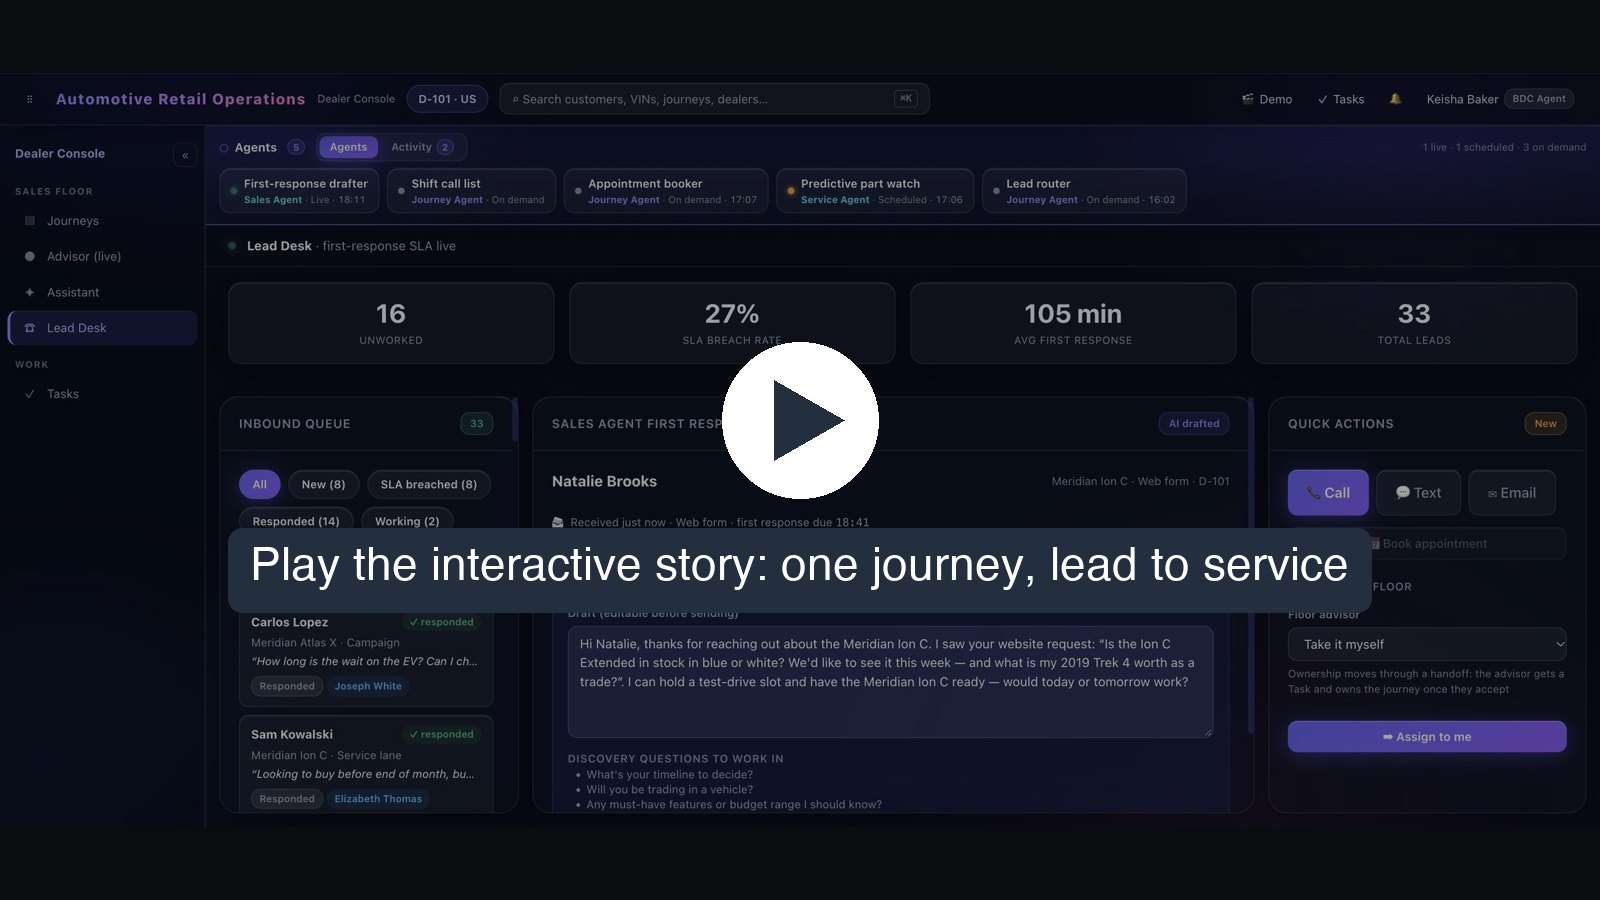 Automotive Retail Operations
Dealer Console
D-101 · US
Search customers, VINs, journeys, dealers...
⌘K
Demo
✓ Tasks
Keisha Baker
BDC Agent
Dealer Console
«
SALES FLOOR
Journeys
Advisor (live)
Assistant
Lead Desk
WORK
✓ Tasks
Agents 5
Agents
Activity 2
1 live · 1 scheduled · 3 on demand
First-response drafter
Sales Agent · Live · 18:11
Shift call list
Journey Agent · On demand
Appointment booker
Journey Agent · On demand · 17:07
Predictive part watch
Service Agent · Scheduled · 17:06
Lead router
Journey Agent · On demand · 16:02
Lead Desk · first-response SLA live
16
UNWORKED
27%
SLA BREACH RATE
105 min
AVG FIRST RESPONSE
33
TOTAL LEADS
INBOUND QUEUE
33
All
New (8)
SLA breached (8)
Responded (14)
Working (2)
Carlos Lopez
✓ responded
Meridian Atlas X · Campaign
“How long is the wait on the EV? Can I ch...
Responded
Joseph White
Sam Kowalski
✓ responded
Meridian Ion C · Service lane
“Looking to buy before end of month, bu...
Responded
Elizabeth Thomas
SALES AGENT FIRST RESP
AI drafted
Natalie Brooks
Meridian Ion C · Web form · D-101
Received just now · Web form · first response due 18:41
Play the interactive story: one journey, lead to service
Draft (editable before sending)
Hi Natalie, thanks for reaching out about the Meridian Ion C. I saw your website request: “Is the Ion C
Extended in stock in blue or white? We'd like to see it this week — and what is my 2019 Trek 4 worth as a
trade?”. I can hold a test-drive slot and have the Meridian Ion C ready — would today or tomorrow work?
DISCOVERY QUESTIONS TO WORK IN
• What's your timeline to decide?
• Will you be trading in a vehicle?
• Any must-have features or budget range I should know?
QUICK ACTIONS
New
Call
Text
Email
Book appointment
FLOOR
Floor advisor
Take it myself
Ownership moves through a handoff: the advisor gets a
Task and owns the journey once they accept
➡ Assign to me